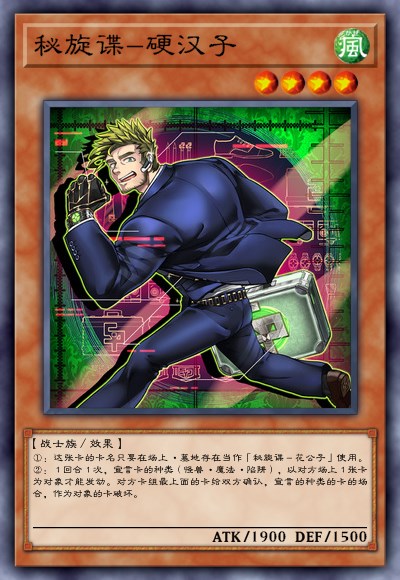 秘旋谍-硬汉子
風
【战士族/效果】
①：这张卡的卡名只要在场上·墓地存在当作「秘旋谍-花公子」使用。
②：1回合1次，宣言卡的种类（怪兽·魔法·陷阱），以对方场上1张卡
为对象才能发动。对方卡组最上面的卡给双方确认，宣言的种类的卡的场
合，作为对象的卡破坏。
ATK/1900 DEF/1500